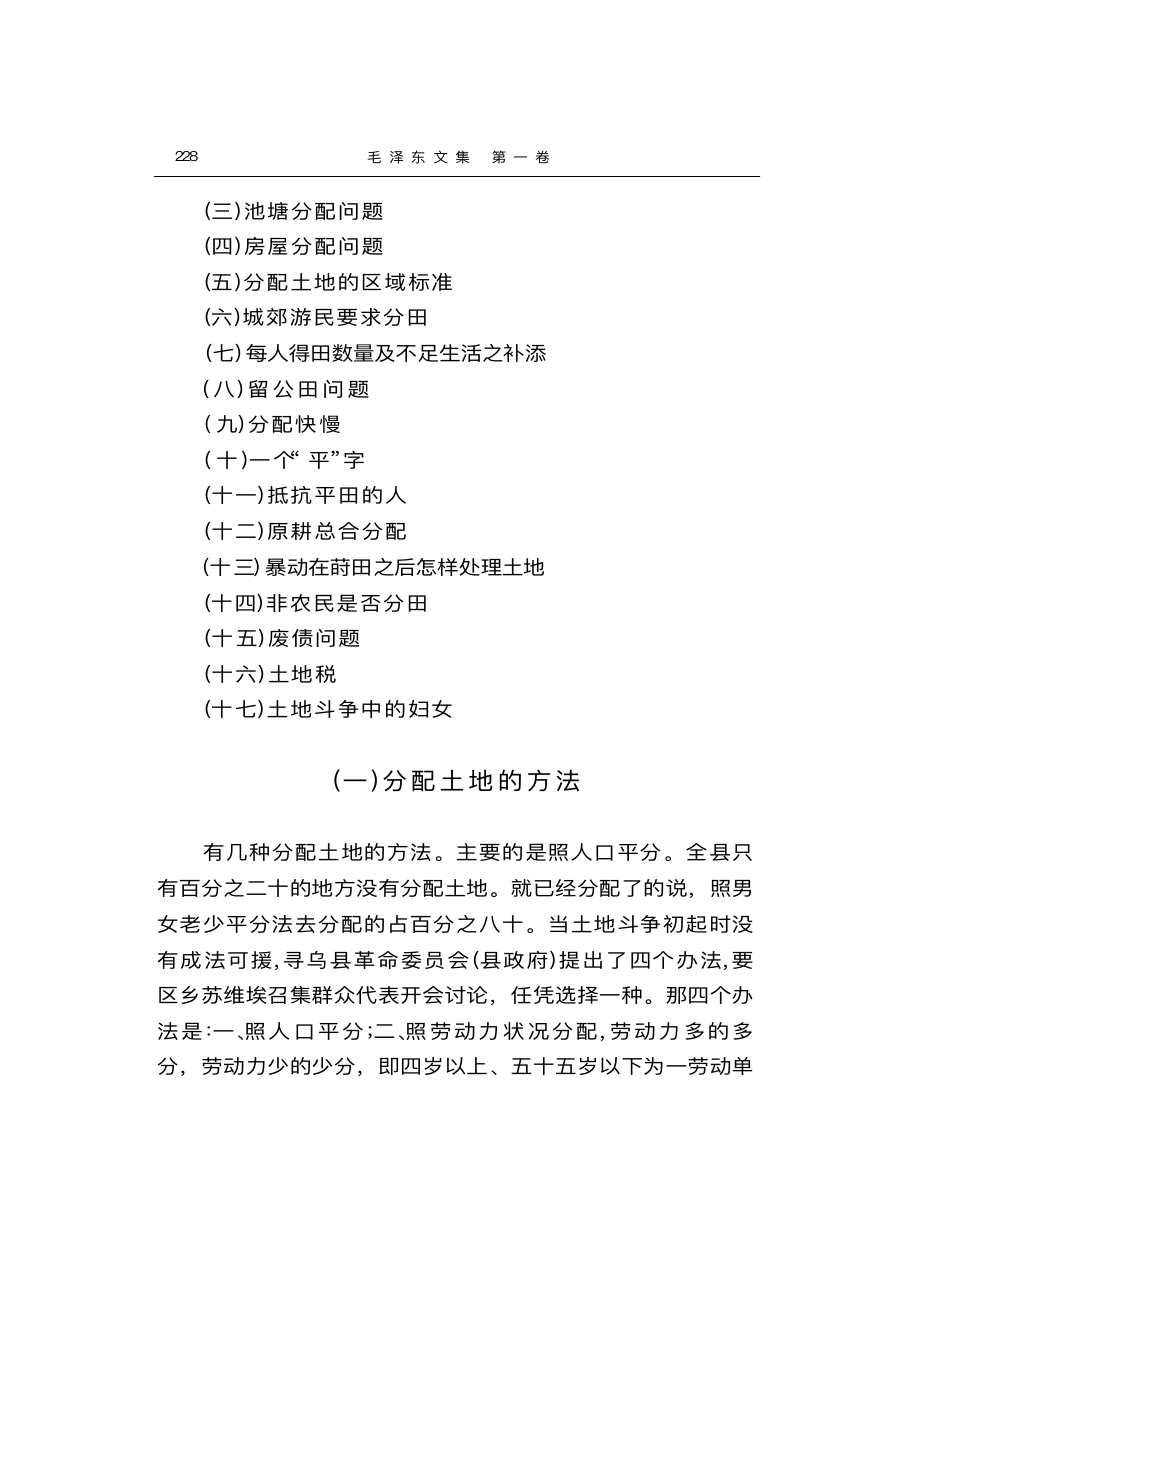 228 毛泽东文集 第一卷
(三)池塘分配问题
(四)房屋分配问题
(五)分配土地的区域标准
(六)城郊游民要求分田
(七)每人得田数量及不足生活之补添
(八)留公田问题
(九)分配快慢
(十)一个“平”字
(十一)抵抗平田的人
(十二)原耕总合分配
(十三)暴动在莳田之后怎样处理土地
(十四)非农民是否分田
(十五)废债问题
(十六)土地税
(十七)土地斗争中的妇女
(一)分配土地的方法
有几种分配土地的方法。主要的是照人口平分。全县只
有百分之二十的地方没有分配土地。就已经分配了的说，照男
女老少平分法去分配的占百分之八十。当土地斗争初起时没
有成法可援,寻乌县革命委员会(县政府)提出了四个办法,要
区乡苏维埃召集群众代表开会讨论，任凭选择一种。那四个办
法是:一、照人口平分;二、照劳动力状况分配,劳动力多的多
分，劳动力少的少分，即四岁以上、五十五岁以下为一劳动单